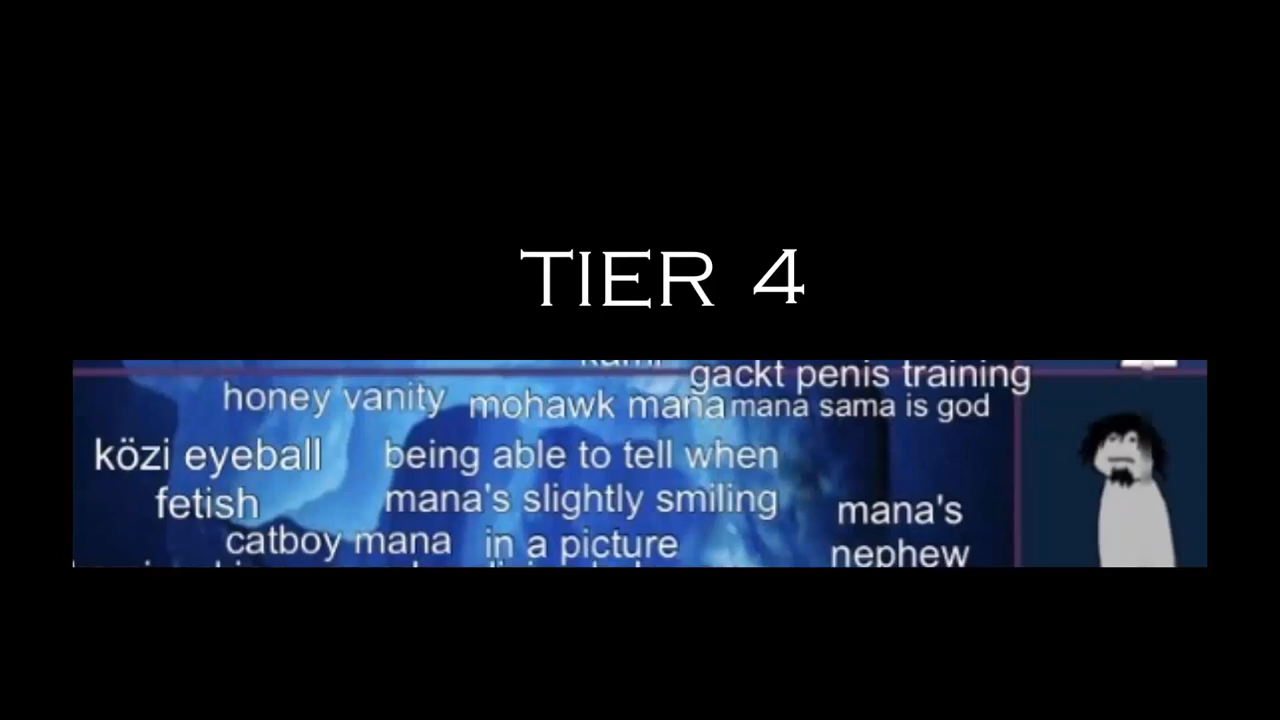 TIER 4
gackt penis training
honey vanity
mohawk mana
mana sama is god
közi eyeball
fetish
being able to tell when
mana's slightly smiling
in a picture
catboy mana
mana's
nephew